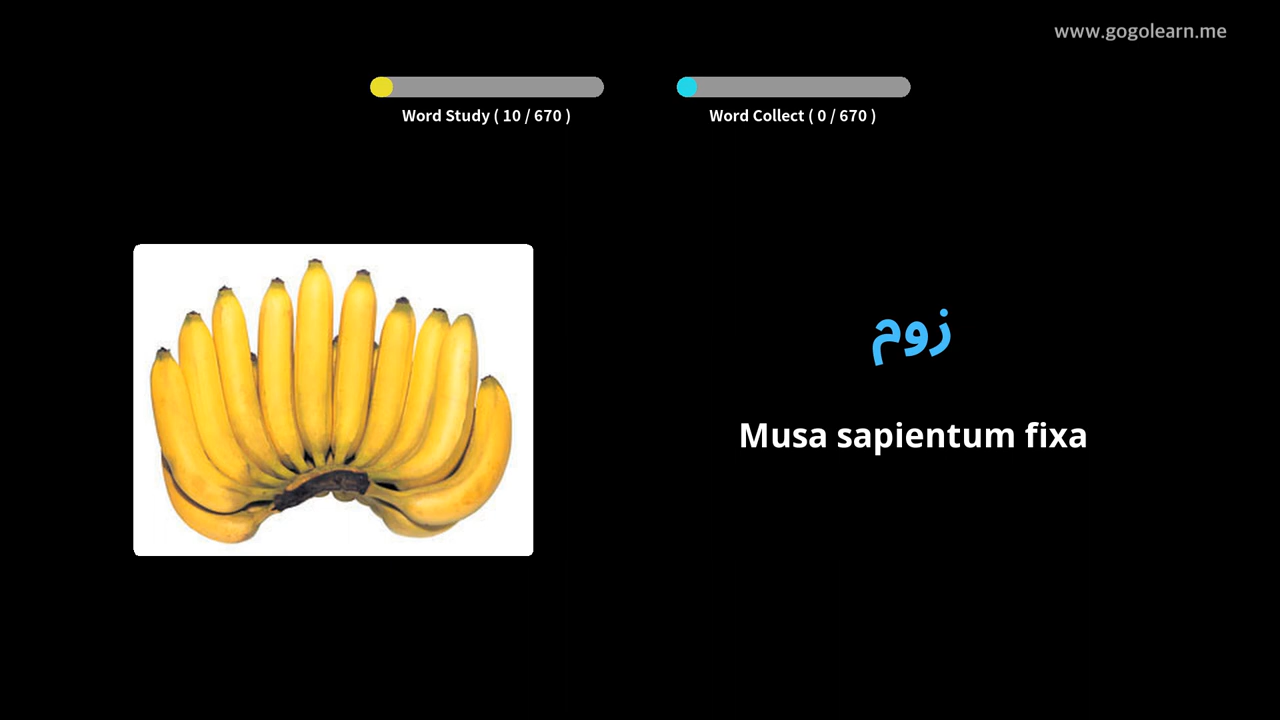 www.gogolearn.me
Word Study ( 10 / 670 )
Word Collect ( 0 / 670 )
زوم
Musa sapientum fixa